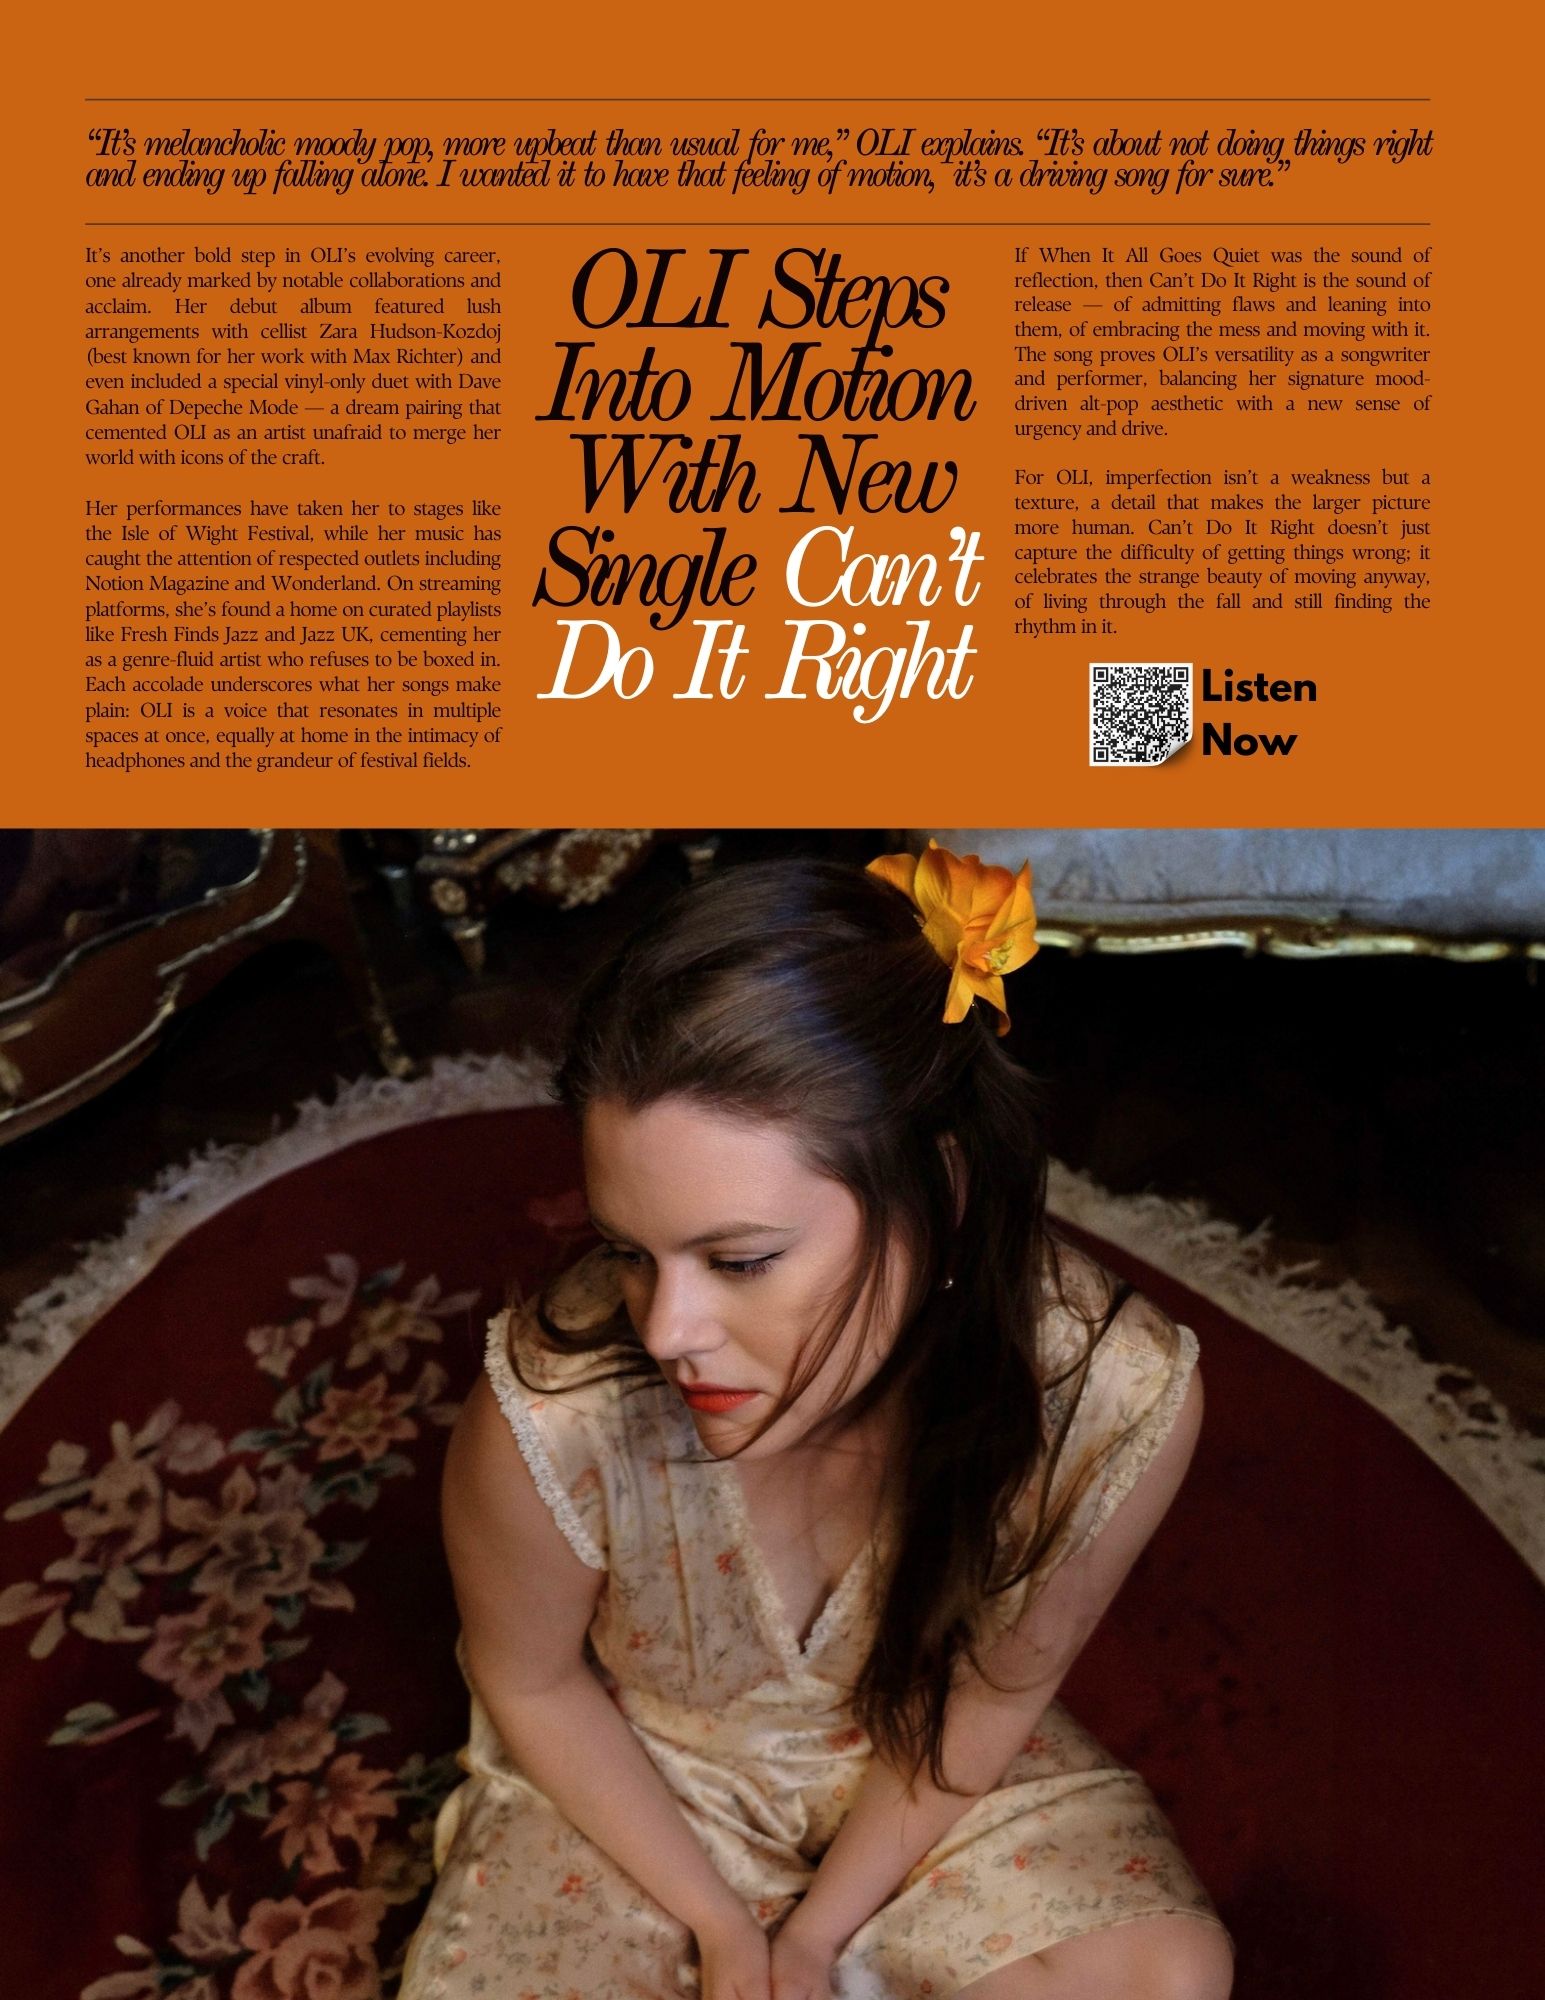 “It’s melancholic moody pop, more upbeat than usual for me,” OLI explains. “It’s about not doing things right
and ending up falling alone. I wanted it to have that feeling of motion, it’s a driving song for sure.”
It’s another bold step in OLI’s evolving career,
one already marked by notable collaborations and
acclaim. Her debut album featured lush
arrangements with cellist Zara Hudson-Kozdoj
(best known for her work with Max Richter) and
even included a special vinyl-only duet with Dave
Gahan of Depeche Mode — a dream pairing that
cemented OLI as an artist unafraid to merge her
world with icons of the craft.
Her performances have taken her to stages like
the Isle of Wight Festival, while her music has
caught the attention of respected outlets including
Notion Magazine and Wonderland. On streaming
platforms, she’s found a home on curated playlists
like Fresh Finds Jazz and Jazz UK, cementing her
as a genre-fluid artist who refuses to be boxed in.
Each accolade underscores what her songs make
plain: OLI is a voice that resonates in multiple
spaces at once, equally at home in the intimacy of
headphones and the grandeur of festival fields.
OLI Steps
Into Motion
With New
Single Can’t
Do It Right
If When It All Goes Quiet was the sound of
reflection, then Can’t Do It Right is the sound of
release — of admitting flaws and leaning into
them, of embracing the mess and moving with it.
The song proves OLI’s versatility as a songwriter
and performer, balancing her signature mood-
driven alt-pop aesthetic with a new sense of
urgency and drive.
For OLI, imperfection isn’t a weakness but a
texture, a detail that makes the larger picture
more human. Can’t Do It Right doesn’t just
capture the difficulty of getting things wrong; it
celebrates the strange beauty of moving anyway,
of living through the fall and still finding the
rhythm in it.
Listen
Now